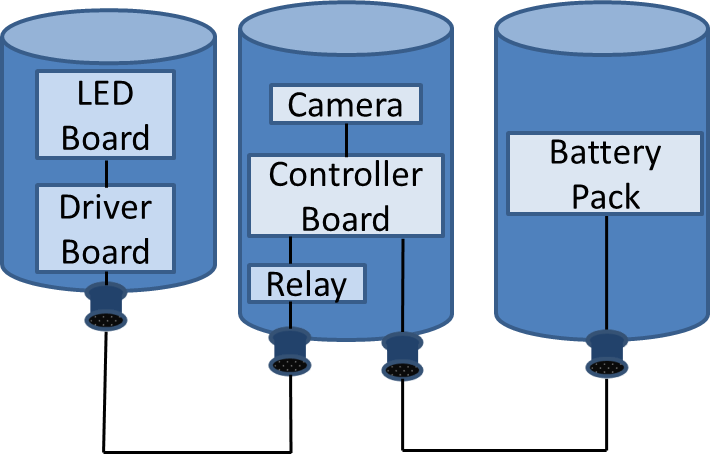 LED
Board
Driver
Board
Camera
Controller
Board
Relay
Battery
Pack